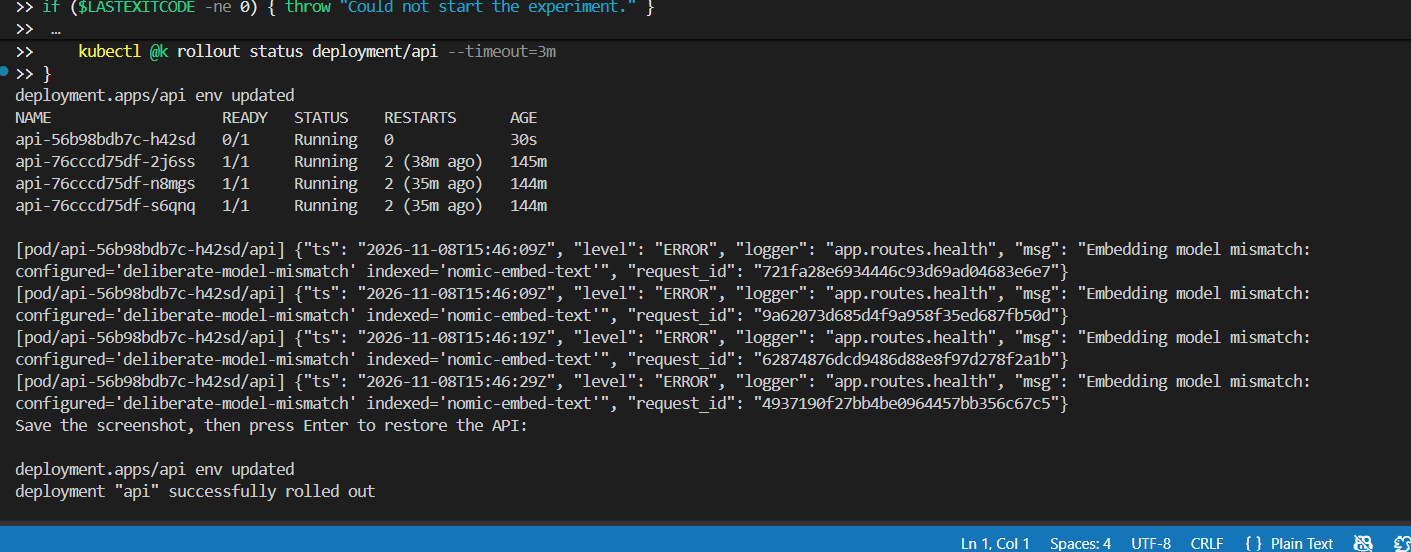 >> if ($LASTEXITCODE -ne 0) { throw "Could not start the experiment." }
>> …
>>     kubectl @k rollout status deployment/api --timeout=3m
>> }
deployment.apps/api env updated
NAME                   READY   STATUS    RESTARTS      AGE
api-56b98bdb7c-h42sd   0/1     Running   0             30s
api-76cccd75df-2j6ss   1/1     Running   2 (38m ago)   145m
api-76cccd75df-n8mgs   1/1     Running   2 (35m ago)   144m
api-76cccd75df-s6qnq   1/1     Running   2 (35m ago)   144m
[pod/api-56b98bdb7c-h42sd/api] {"ts": "2026-11-08T15:46:09Z", "level": "ERROR", "logger": "app.routes.health", "msg": "Embedding model mismatch:
configured='deliberate-model-mismatch' indexed='nomic-embed-text'", "request_id": "721fa28e6934446c93d69ad04683e6e7"}
[pod/api-56b98bdb7c-h42sd/api] {"ts": "2026-11-08T15:46:09Z", "level": "ERROR", "logger": "app.routes.health", "msg": "Embedding model mismatch:
configured='deliberate-model-mismatch' indexed='nomic-embed-text'", "request_id": "9a62073d685d4f9a958f35ed687fb50d"}
[pod/api-56b98bdb7c-h42sd/api] {"ts": "2026-11-08T15:46:19Z", "level": "ERROR", "logger": "app.routes.health", "msg": "Embedding model mismatch:
configured='deliberate-model-mismatch' indexed='nomic-embed-text'", "request_id": "62874876dcd9486d88e8f97d278f2a1b"}
[pod/api-56b98bdb7c-h42sd/api] {"ts": "2026-11-08T15:46:29Z", "level": "ERROR", "logger": "app.routes.health", "msg": "Embedding model mismatch:
configured='deliberate-model-mismatch' indexed='nomic-embed-text'", "request_id": "4937190f27bb4be0964457bb356c67c5"}
Save the screenshot, then press Enter to restore the API:
deployment.apps/api env updated
deployment "api" successfully rolled out
Ln 1, Col 1   Spaces: 4   UTF-8   CRLF   { } Plain Text